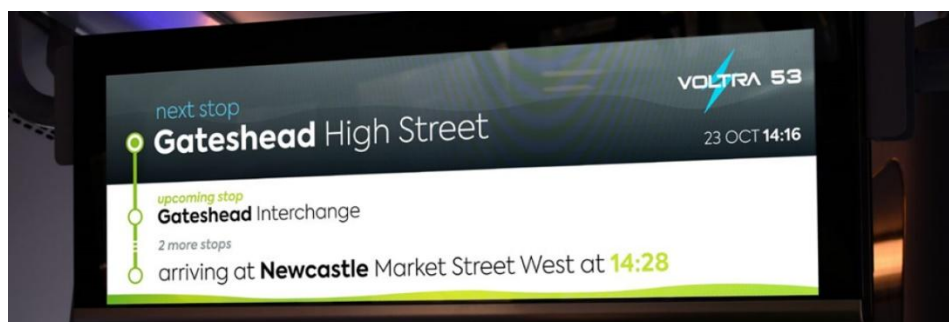 VOLTRA 53
next stop
Gateshead High Street
23 OCT 14:16
upcoming stop
Gateshead Interchange
2 more stops
arriving at Newcastle Market Street West at 14:28